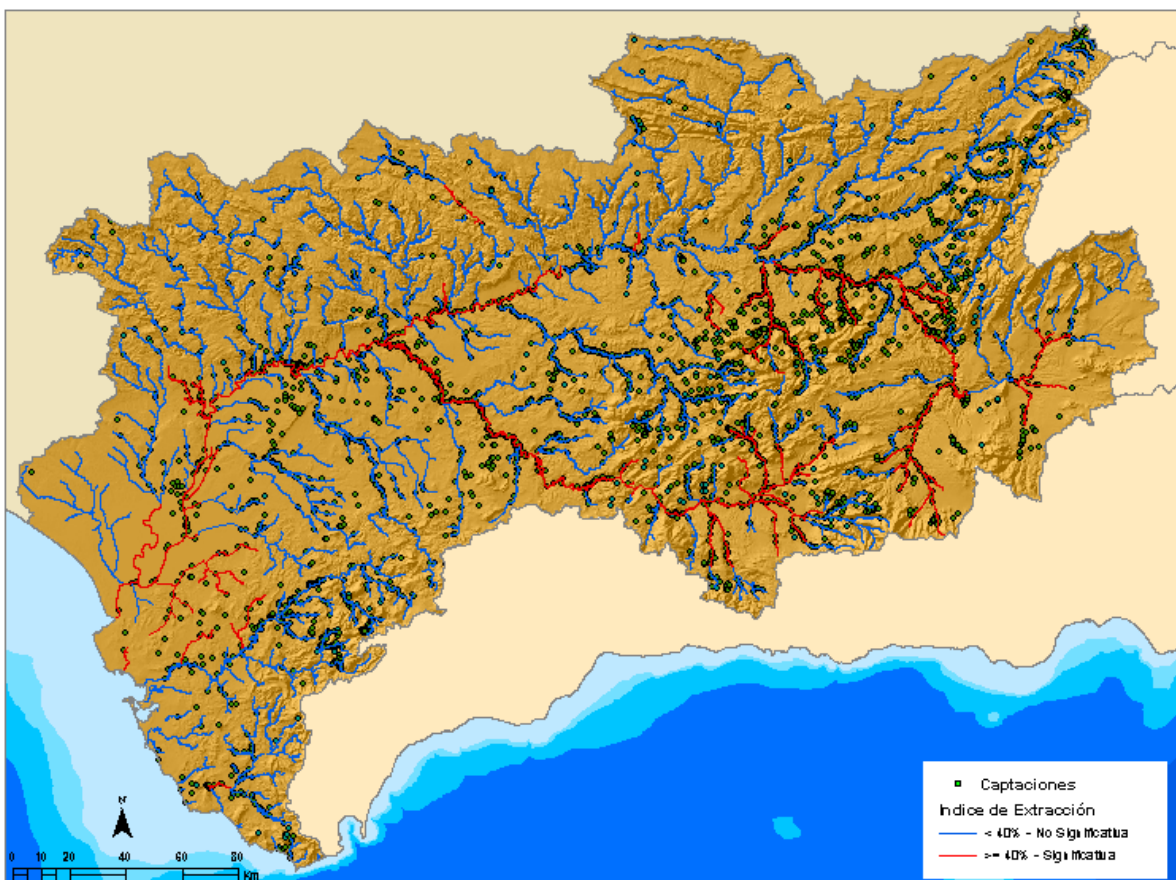 Captaciones
Indice de Extracción
< 40% - No Significativa
>= 40% - Significativa
N
0 10 20 40 60 80
Km